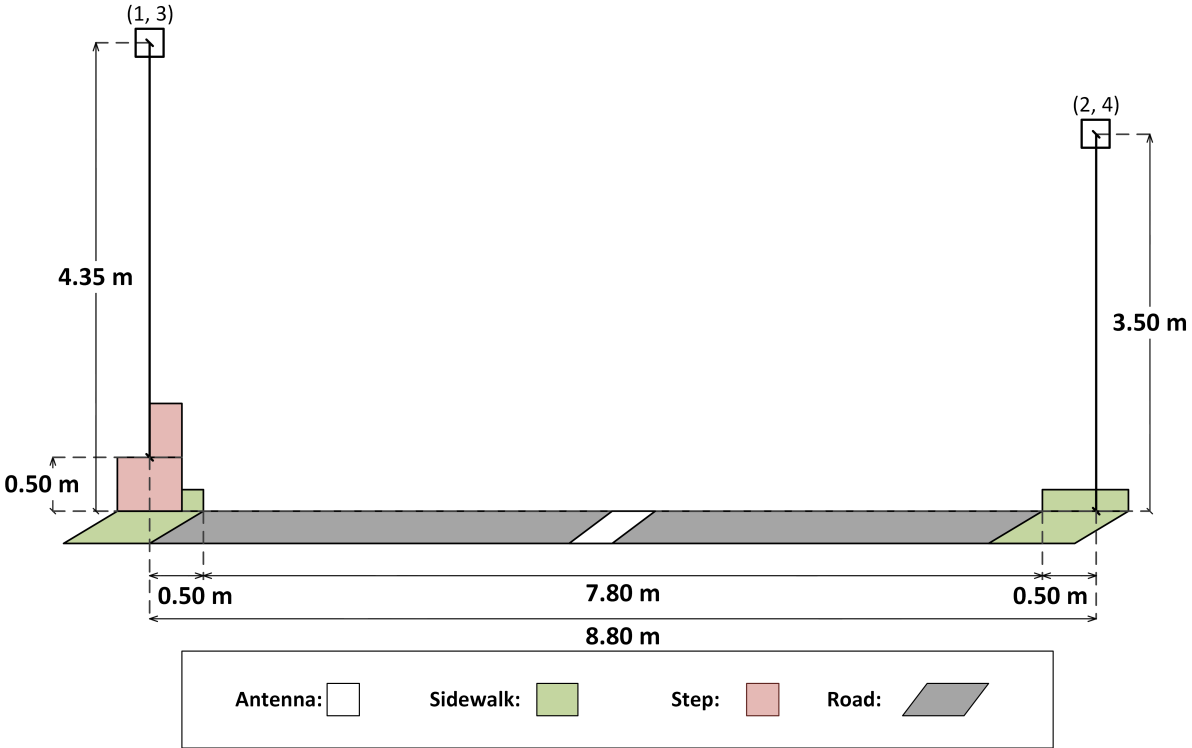 (1, 3)
(2, 4)
4.35 m
3.50 m
0.50 m
0.50 m
7.80 m
0.50 m
8.80 m
Antenna:
Sidewalk:
Step:
Road: